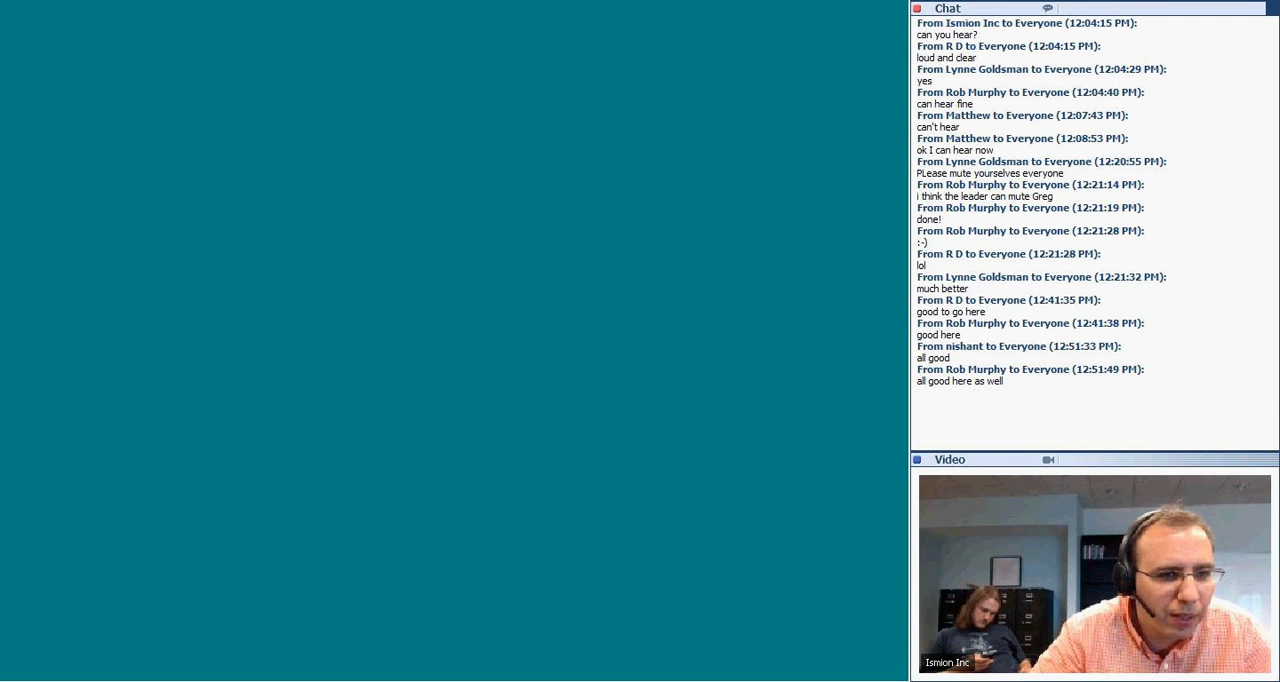 Chat
From Ismion Inc to Everyone (12:04:15 PM):
can you hear?
From R D to Everyone (12:04:15 PM):
loud and clear
From Lynne Goldsman to Everyone (12:04:29 PM):
yes
From Rob Murphy to Everyone (12:04:40 PM):
can hear fine
From Matthew to Everyone (12:07:43 PM):
can't hear
From Matthew to Everyone (12:08:53 PM):
ok I can hear now
From Lynne Goldsman to Everyone (12:20:55 PM):
PLease mute yourselves everyone
From Rob Murphy to Everyone (12:21:14 PM):
i think the leader can mute Greg
From Rob Murphy to Everyone (12:21:19 PM):
done!
From Rob Murphy to Everyone (12:21:28 PM):
:-)
From R D to Everyone (12:21:28 PM):
lol
From Lynne Goldsman to Everyone (12:21:32 PM):
much better
From R D to Everyone (12:41:35 PM):
good to go here
From Rob Murphy to Everyone (12:41:38 PM):
good here
From nishant to Everyone (12:51:33 PM):
all good
From Rob Murphy to Everyone (12:51:49 PM):
all good here as well
Video
Ismion Inc